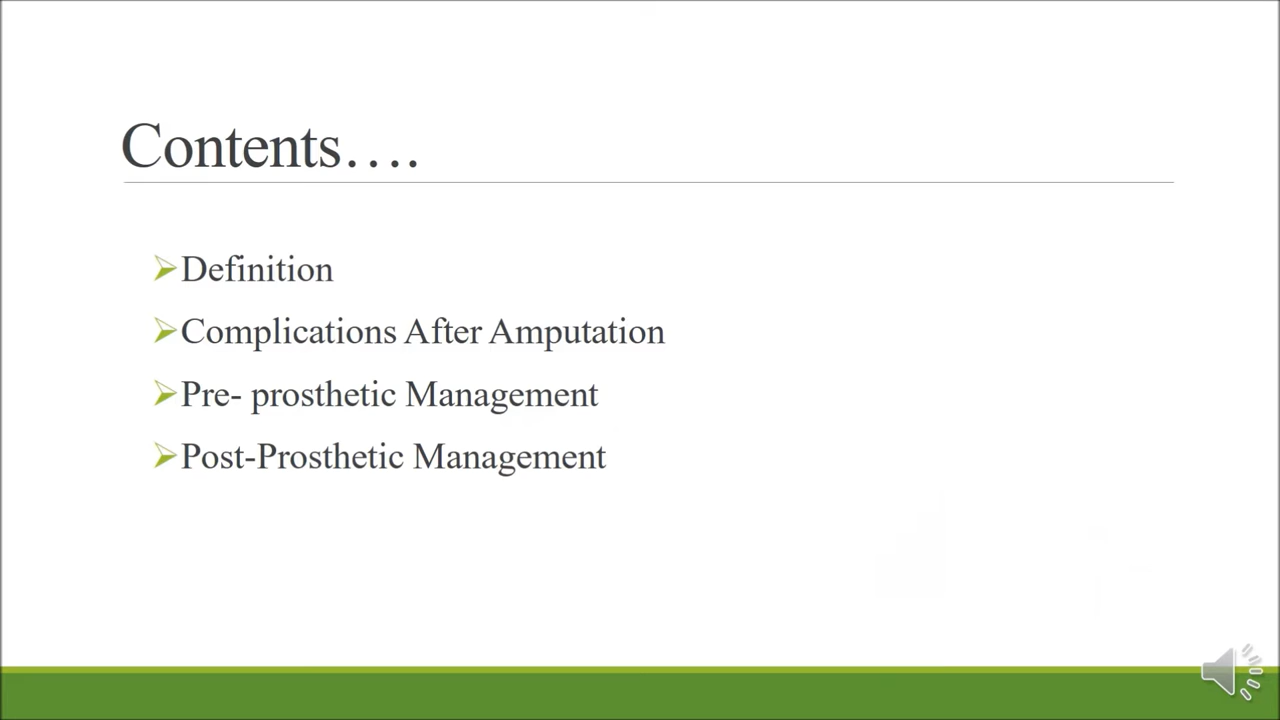 Contents….
Definition
Complications After Amputation
Pre- prosthetic Management
Post-Prosthetic Management